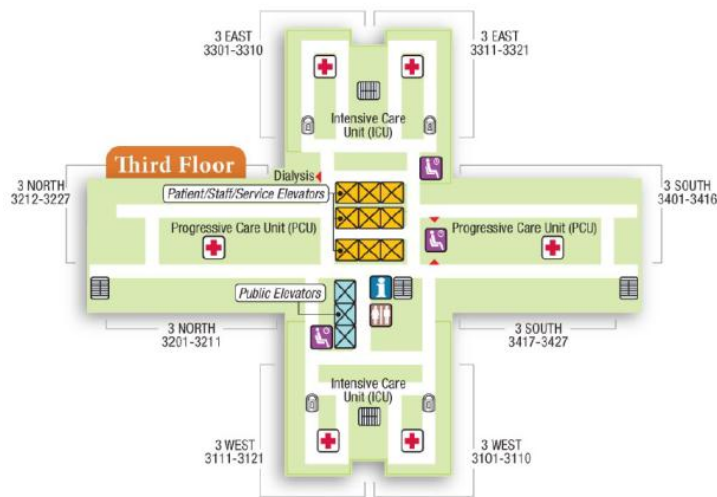 3 EAST
3301-3310
3 EAST
3311-3321
Intensive Care
Unit (ICU)
Third Floor
Dialysis
3 NORTH
3212-3227
Patient/Staff/Service Elevators
3 SOUTH
3401-3416
Progressive Care Unit (PCU)
Progressive Care Unit (PCU)
Public Elevators
i
3 NORTH
3201-3211
3 SOUTH
3417-3427
Intensive Care
Unit (ICU)
3 WEST
3111-3121
3 WEST
3101-3110